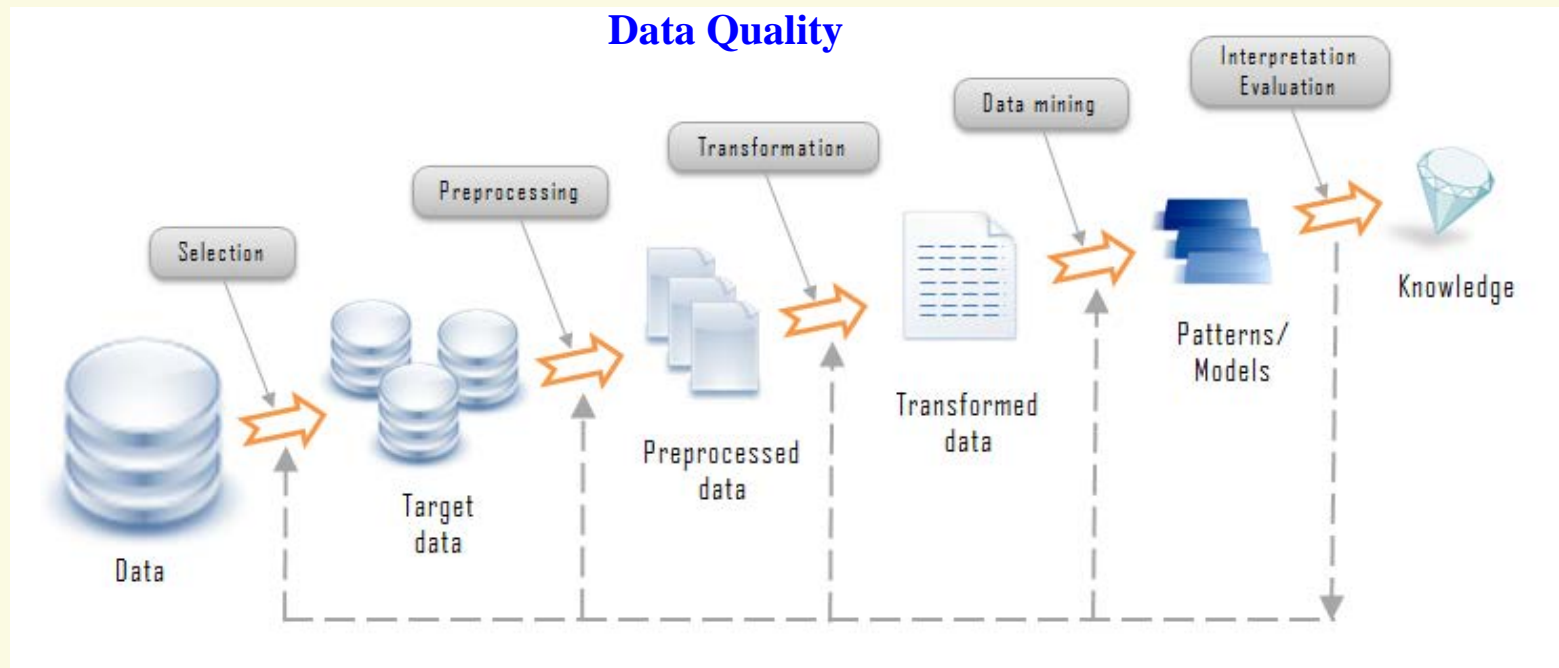 Data Quality
Interpretation
Evaluation
Data mining
Transformation
Preprocessing
Selection
Knowledge
Patterns/
Models
Transformed
data
Preprocessed
data
Target
data
Data